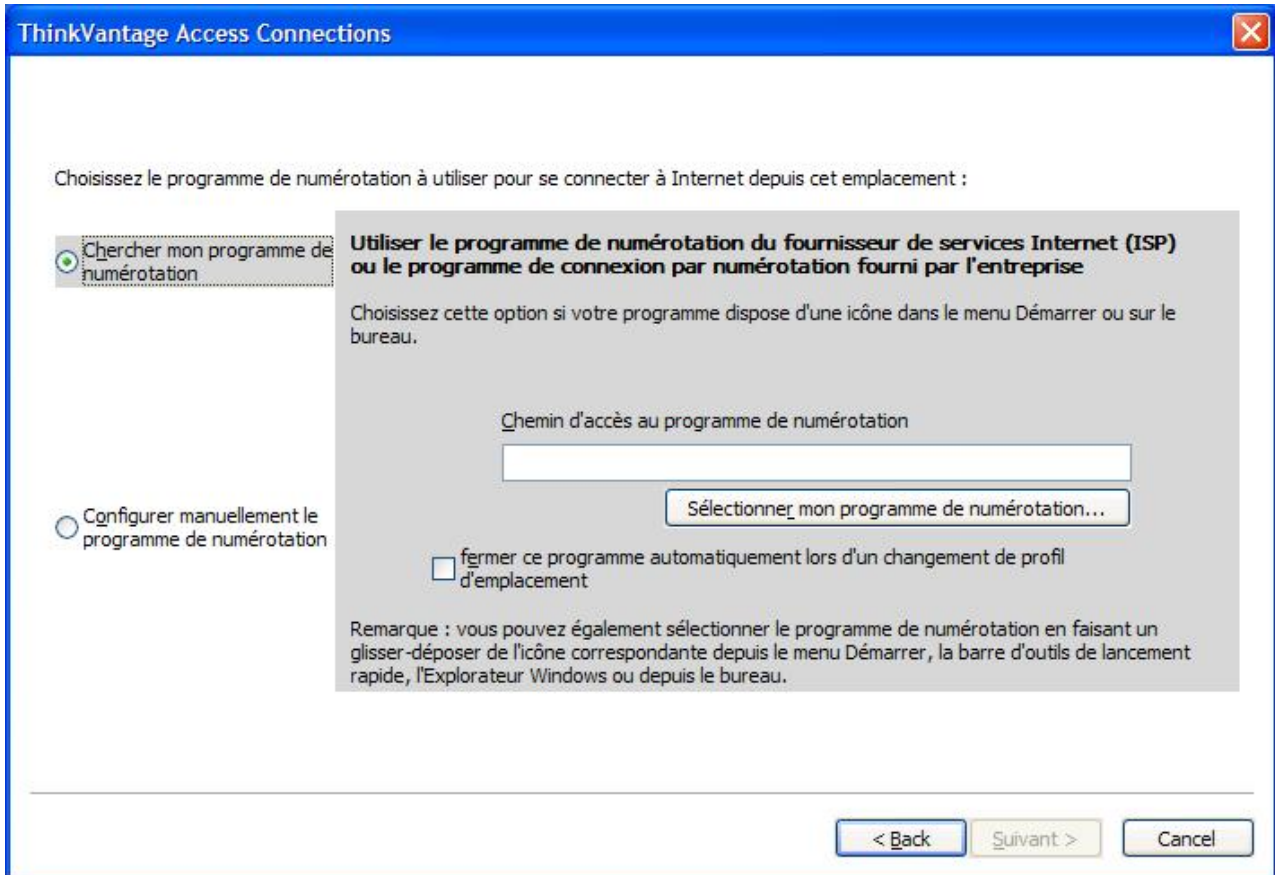 ThinkVantage Access Connections
Choisissez le programme de numérotation à utiliser pour se connecter à Internet depuis cet emplacement :
Chercher mon programme de
numérotation
Utiliser le programme de numérotation du fournisseur de services Internet (ISP)
ou le programme de connexion par numérotation fourni par l'entreprise
Choisissez cette option si votre programme dispose d'une icône dans le menu Démarrer ou sur le
bureau.
Chemin d'accès au programme de numérotation
Sélectionner mon programme de numérotation...
Configurer manuellement le
programme de numérotation
fermer ce programme automatiquement lors d'un changement de profil
d'emplacement
Remarque : vous pouvez également sélectionner le programme de numérotation en faisant un
glisser-déposer de l'icône correspondante depuis le menu Démarrer, la barre d'outils de lancement
rapide, l'Explorateur Windows ou depuis le bureau.
< Back
Suivant >
Cancel